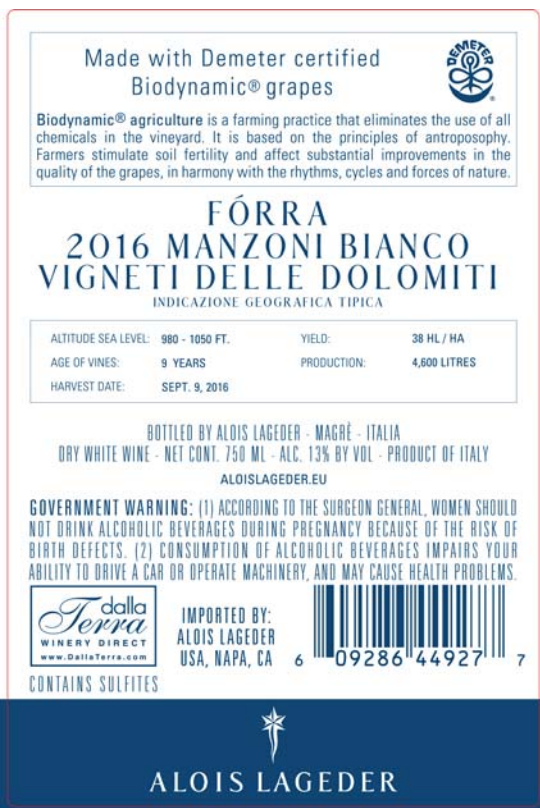 Made with Demeter certified
Biodynamic® grapes
DEMETER
®
Biodynamic® agriculture is a farming practice that eliminates the use of all
chemicals in the vineyard. It is based on the principles of antroposophy.
Farmers stimulate soil fertility and affect substantial improvements in the
quality of the grapes, in harmony with the rhythms, cycles and forces of nature.
FÓRRA
2016 MANZONI BIANCO
VIGNETI DELLE DOLOMITI
INDICAZIONE GEOGRAFICA TIPICA
ALTITUDE SEA LEVEL: 980 - 1050 FT. YIELD: 38 HL / HA
AGE OF VINES: 9 YEARS PRODUCTION: 4,600 LITRES
HARVEST DATE: SEPT. 9, 2016
BOTTLED BY ALOIS LAGEDER - MAGRÈ - ITALIA
DRY WHITE WINE - NET CONT. 750 ML - ALC. 13% BY VOL - PRODUCT OF ITALY
ALOISLAGEDER.EU
GOVERNMENT WARNING: (1) ACCORDING TO THE SURGEON GENERAL, WOMEN SHOULD
NOT DRINK ALCOHOLIC BEVERAGES DURING PREGNANCY BECAUSE OF THE RISK OF
BIRTH DEFECTS. (2) CONSUMPTION OF ALCOHOLIC BEVERAGES IMPAIRS YOUR
ABILITY TO DRIVE A CAR OR OPERATE MACHINERY, AND MAY CAUSE HEALTH PROBLEMS.
dalla
Terra
WINERY DIRECT
www.DallaTerra.com
IMPORTED BY:
ALOIS LAGEDER
USA, NAPA, CA
6 09286 44927 7
CONTAINS SULFITES
ALOIS LAGEDER